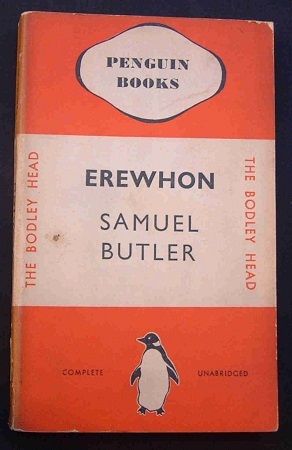 PENGUIN
BOOKS
EREWHON
SAMUEL
BUTLER
THE BODLEY HEAD
THE BODLEY HEAD
COMPLETE
UNABRIDGED